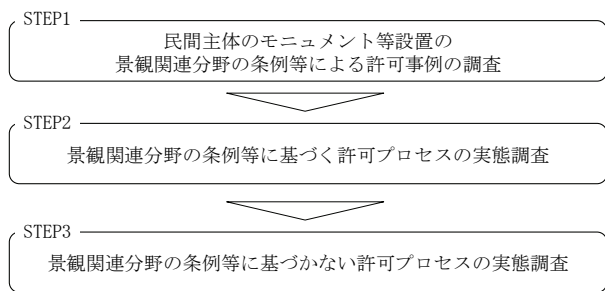 STEP1
民間主体のモニュメント等設置の
景観関連分野の条例等による許可事例の調査
STEP2
景観関連分野の条例等に基づく許可プロセスの実態調査
STEP3
景観関連分野の条例等に基づかない許可プロセスの実態調査